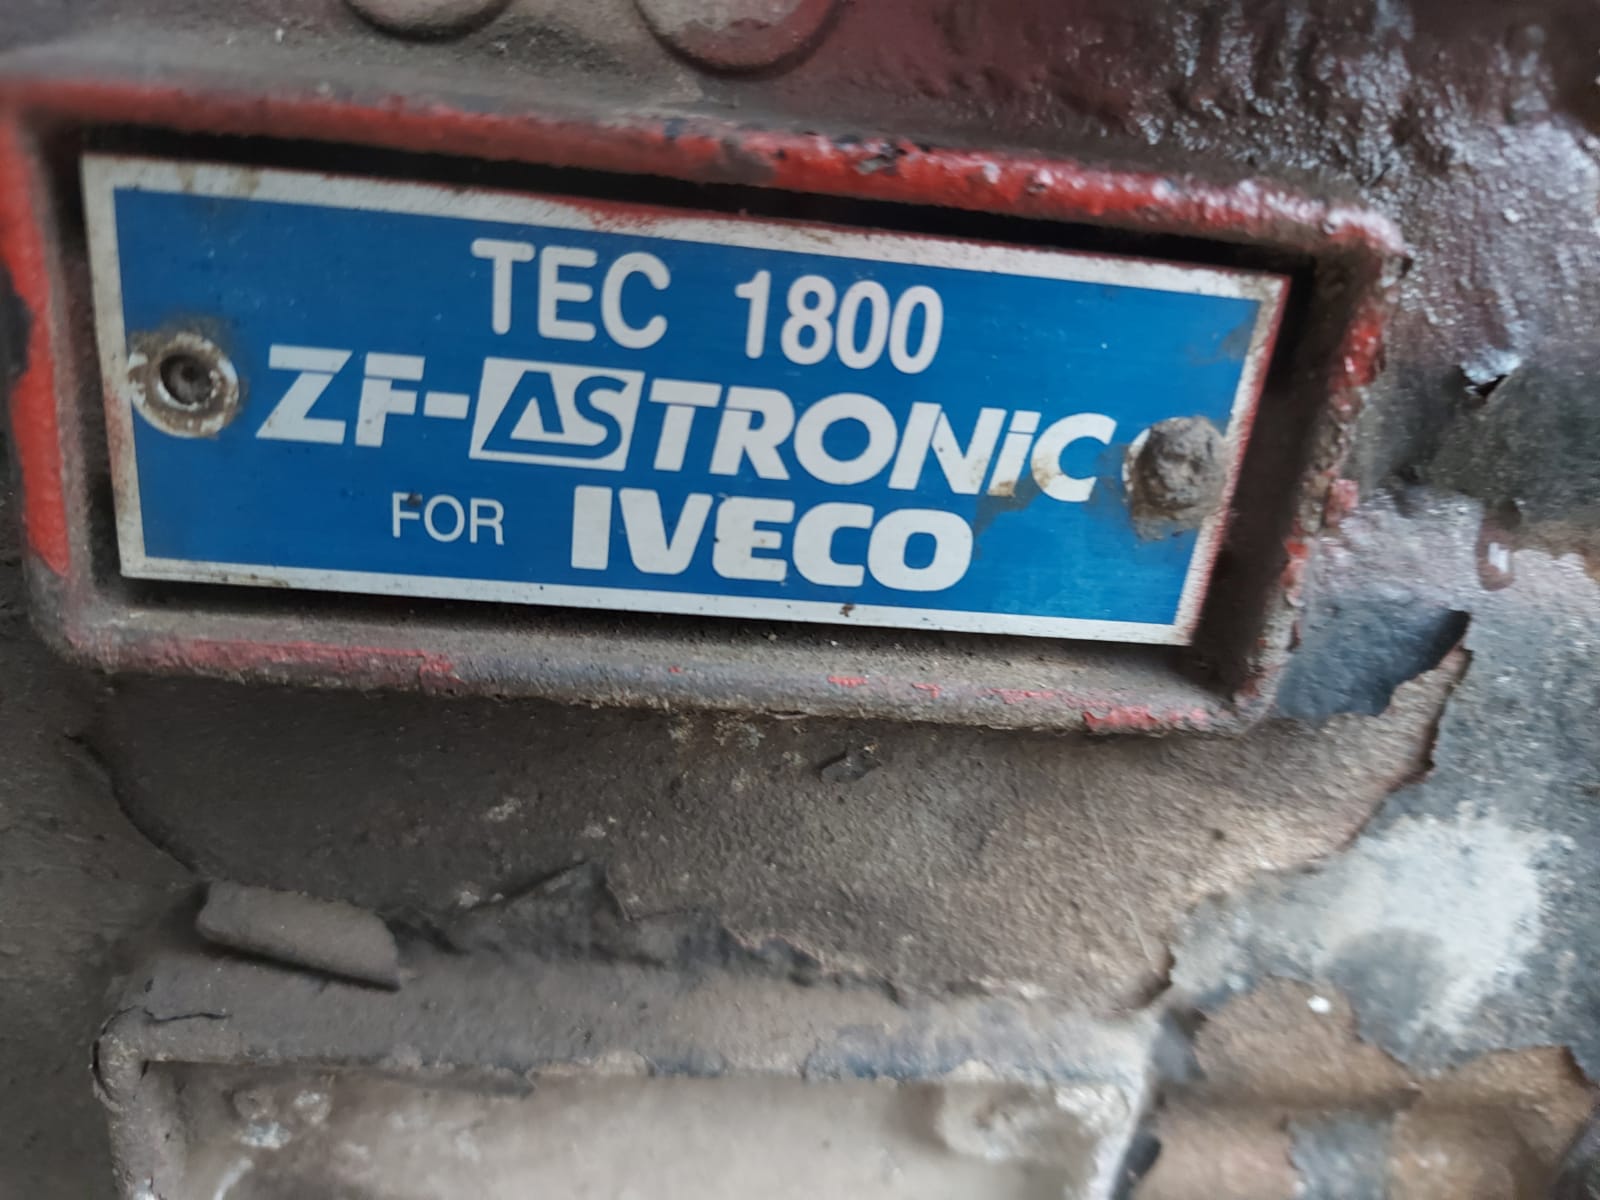 TEC 1800
ZF-ASTRONiC
FOR IVECO